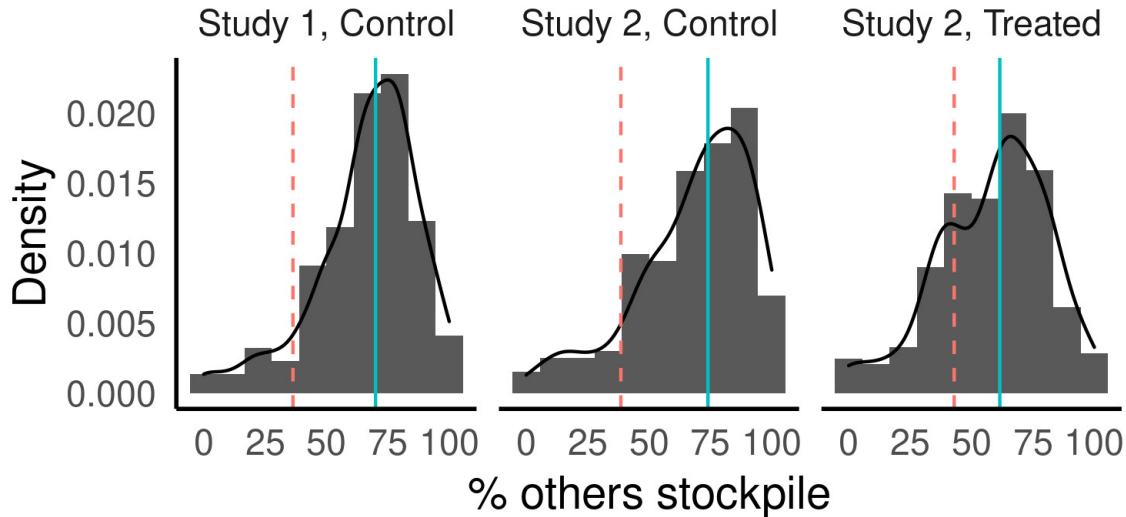 Study 1, Control
Study 2, Control
Study 2, Treated
Density
0.020
0.015
0.010
0.005
0.000
0 25 50 75 100
0 25 50 75 100
0 25 50 75 100
% others stockpile